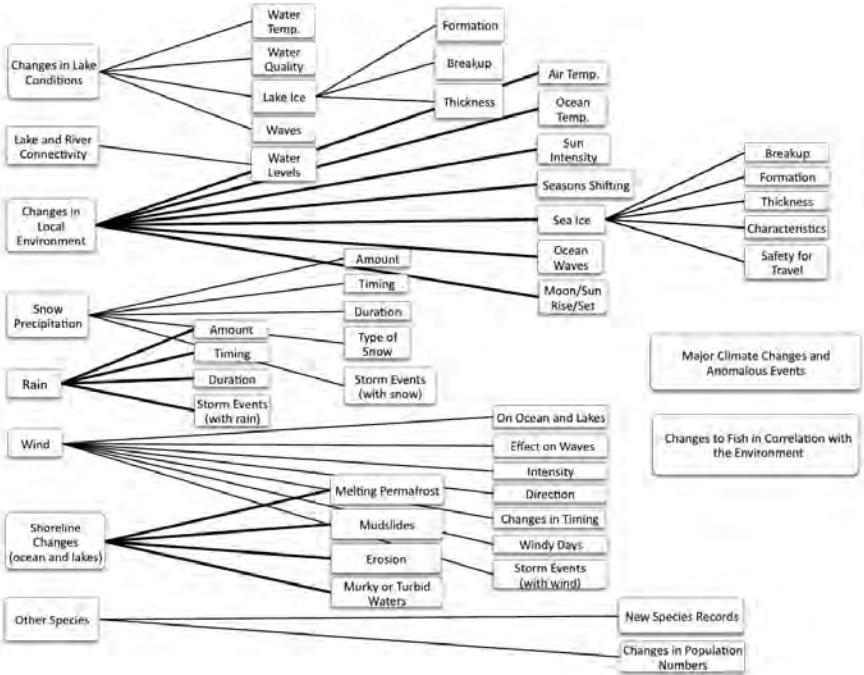 Changes in Lake
Conditions
Water
Temp.
Water
Quality
Lake Ice
Waves
Formation
Breakup
Thickness
Lake and River
Connectivity
Water
Levels
Changes in
Local
Environment
Air Temp.
Ocean
Temp.
Sun
Intensity
Seasons Shifting
Sea Ice
Ocean
Waves
Moon/Sun
Rise/Set
Breakup
Formation
Thickness
Characteristics
Safety for
Travel
Snow
Precipitation
Amount
Timing
Duration
Type of
Snow
Storm Events
(with snow)
Rain
Amount
Timing
Duration
Storm Events
(with rain)
Major Climate Changes and
Anomalous Events
Changes to Fish in Correlation with
the Environment
Wind
On Ocean and Lakes
Effect on Waves
Intensity
Direction
Changes in Timing
Windy Days
Storm Events
(with wind)
Shoreline
Changes
(ocean and lakes)
Melting Permafrost
Mudslides
Erosion
Murky or Turbid
Waters
Other Species
New Species Records
Changes in Population
Numbers